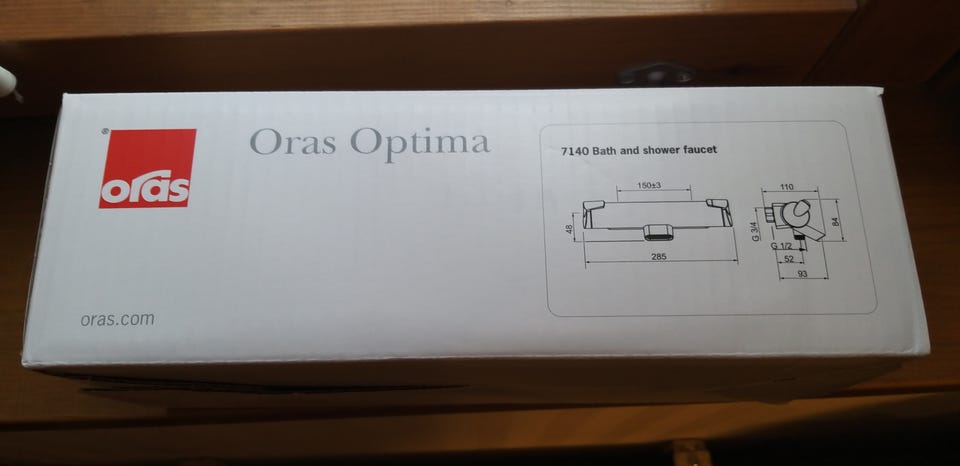 ®
oras
Oras Optima
oras.com
7140 Bath and shower faucet
150±3
48
285
110
G 3/4
84
G 1/2
52
93